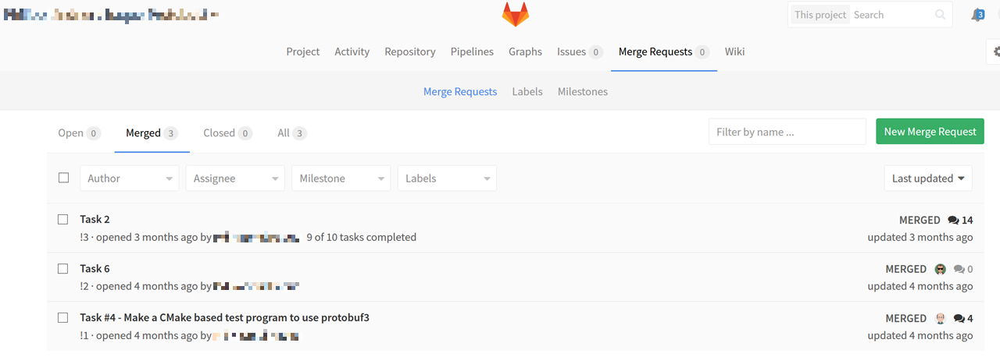 This project Search 3
Project Activity Repository Pipelines Graphs Issues 0 Merge Requests 0 Wiki
Merge Requests Labels Milestones
Open 0 Merged 3 Closed 0 All 3 Filter by name ... New Merge Request
Author Assignee Milestone Labels Last updated
Task 2 MERGED 14
!3 · opened 3 months ago by 9 of 10 tasks completed updated 3 months ago
Task 6 MERGED 0
!2 · opened 4 months ago by updated 4 months ago
Task #4 - Make a CMake based test program to use protobuf3 MERGED 4
!1 · opened 4 months ago by updated 4 months ago